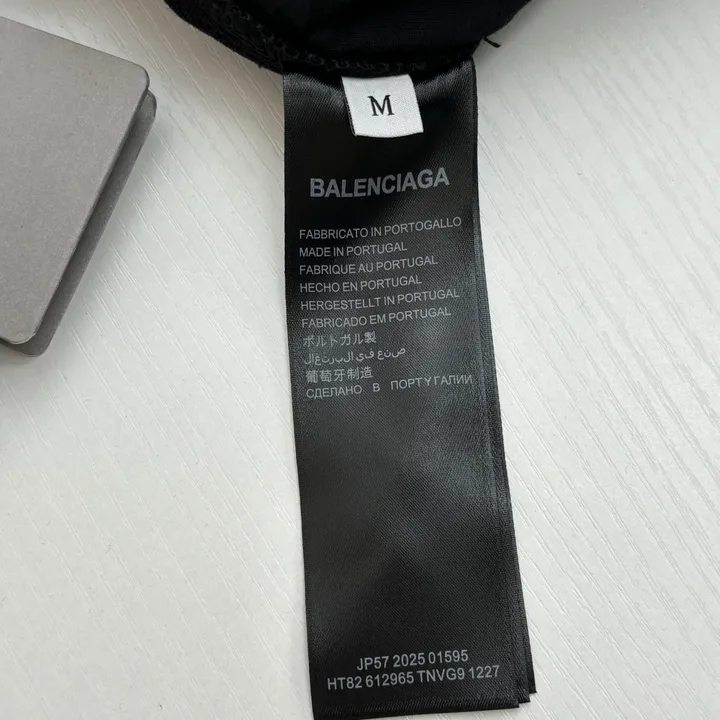 M
BALENCIAGA
FABBRICATO IN PORTOGALLO
MADE IN PORTUGAL
FABRIQUE AU PORTUGAL
HECHO EN PORTUGAL
HERGESTELLT IN PORTUGAL
FABRICADO EM PORTUGAL
ポルトガル製
صنع في البرتغال
葡萄牙制造
СДЕЛАНО В ПОРТУГАЛИИ
JP57 2025 01595
HT82 612965 TNVG9 1227